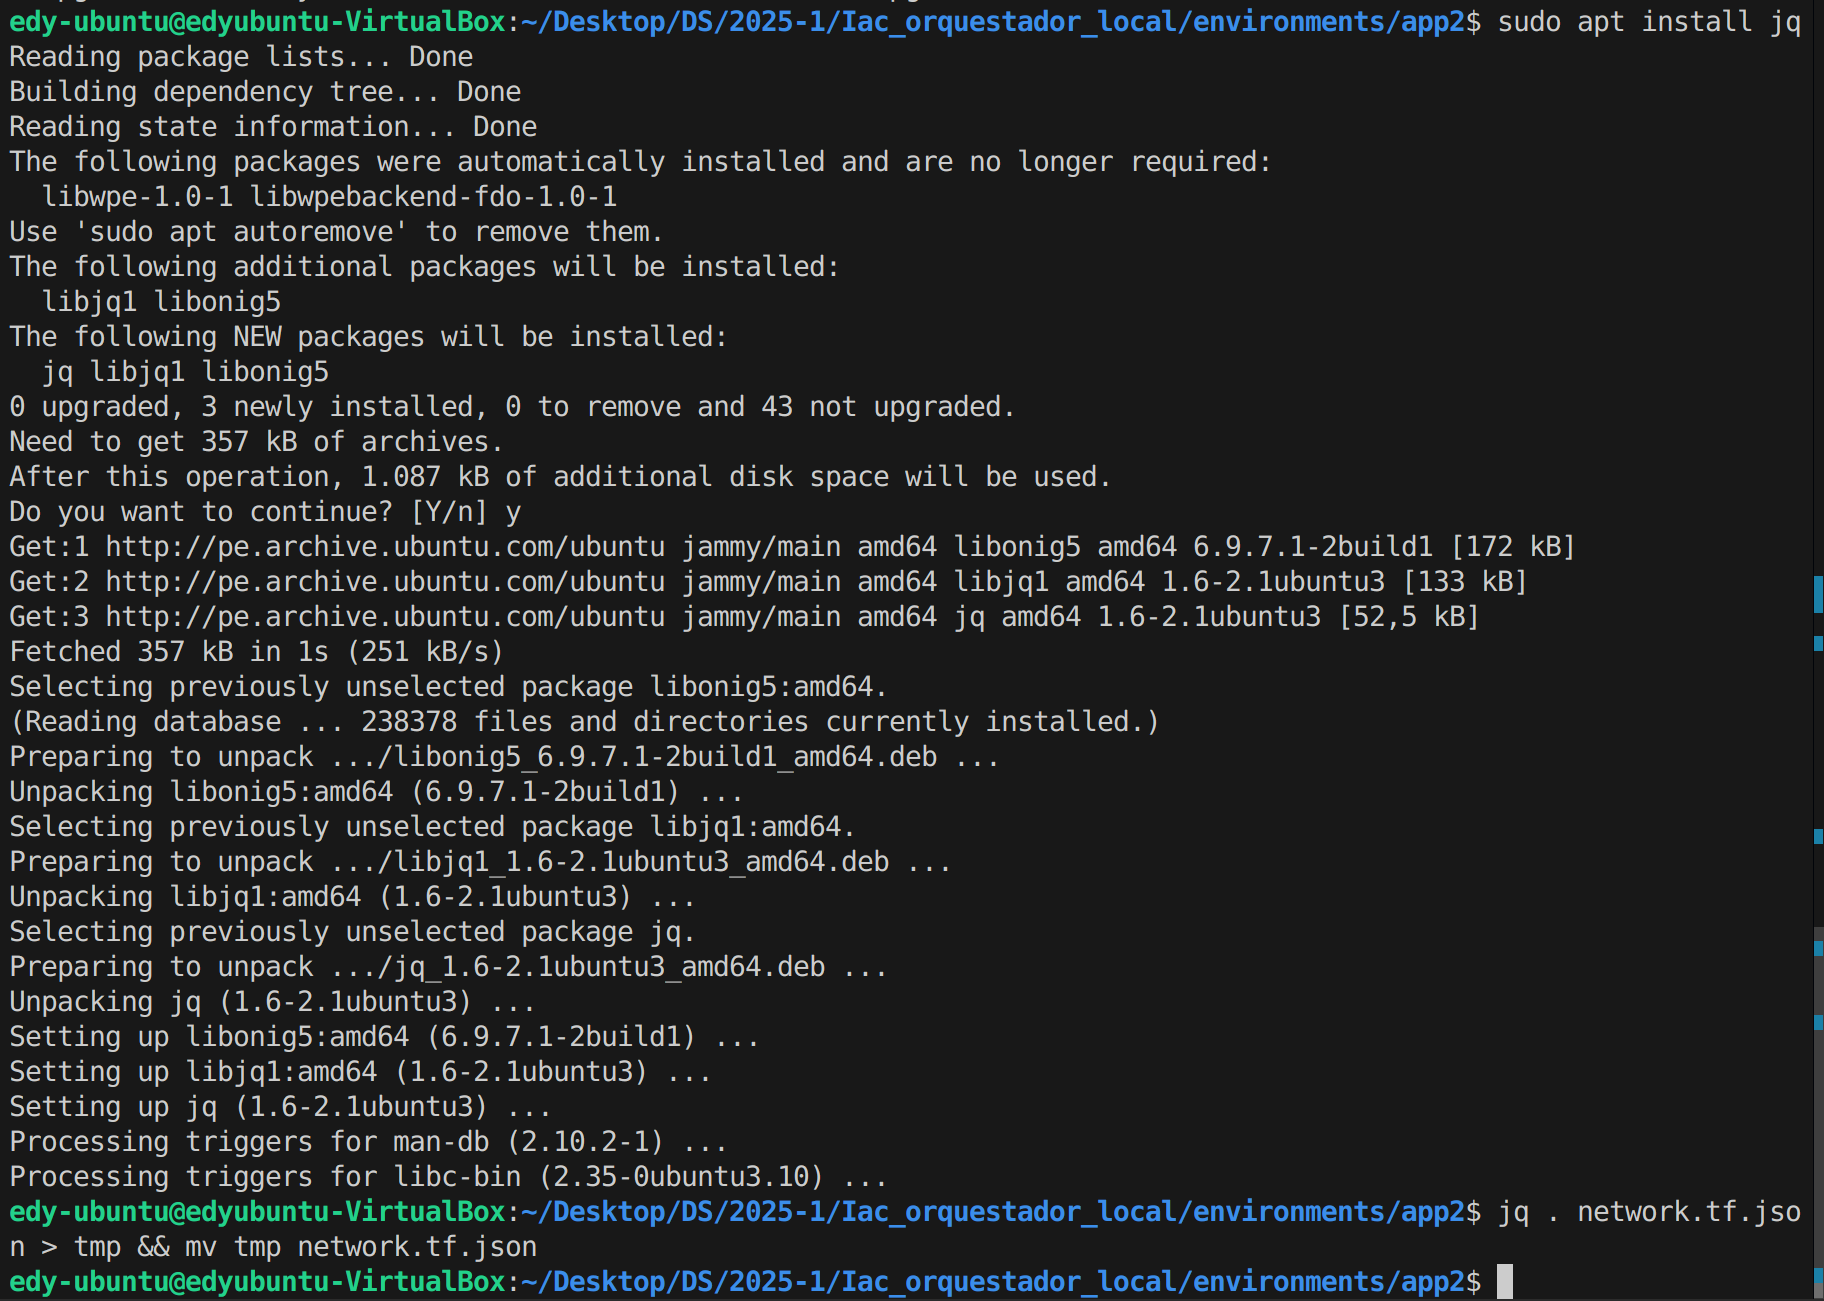 edy-ubuntu@edyubuntu-VirtualBox:~/Desktop/DS/2025-1/Iac_orquestador_local/environments/app2$ sudo apt install jq
Reading package lists... Done
Building dependency tree... Done
Reading state information... Done
The following packages were automatically installed and are no longer required:
  libwpe-1.0-1 libwpebackend-fdo-1.0-1
Use 'sudo apt autoremove' to remove them.
The following additional packages will be installed:
  libjq1 libonig5
The following NEW packages will be installed:
  jq libjq1 libonig5
0 upgraded, 3 newly installed, 0 to remove and 43 not upgraded.
Need to get 357 kB of archives.
After this operation, 1.087 kB of additional disk space will be used.
Do you want to continue? [Y/n] y
Get:1 http://pe.archive.ubuntu.com/ubuntu jammy/main amd64 libonig5 amd64 6.9.7.1-2build1 [172 kB]
Get:2 http://pe.archive.ubuntu.com/ubuntu jammy/main amd64 libjq1 amd64 1.6-2.1ubuntu3 [133 kB]
Get:3 http://pe.archive.ubuntu.com/ubuntu jammy/main amd64 jq amd64 1.6-2.1ubuntu3 [52,5 kB]
Fetched 357 kB in 1s (251 kB/s)
Selecting previously unselected package libonig5:amd64.
(Reading database ... 238378 files and directories currently installed.)
Preparing to unpack .../libonig5_6.9.7.1-2build1_amd64.deb ...
Unpacking libonig5:amd64 (6.9.7.1-2build1) ...
Selecting previously unselected package libjq1:amd64.
Preparing to unpack .../libjq1_1.6-2.1ubuntu3_amd64.deb ...
Unpacking libjq1:amd64 (1.6-2.1ubuntu3) ...
Selecting previously unselected package jq.
Preparing to unpack .../jq_1.6-2.1ubuntu3_amd64.deb ...
Unpacking jq (1.6-2.1ubuntu3) ...
Setting up libonig5:amd64 (6.9.7.1-2build1) ...
Setting up libjq1:amd64 (1.6-2.1ubuntu3) ...
Setting up jq (1.6-2.1ubuntu3) ...
Processing triggers for man-db (2.10.2-1) ...
Processing triggers for libc-bin (2.35-0ubuntu3.10) ...
edy-ubuntu@edyubuntu-VirtualBox:~/Desktop/DS/2025-1/Iac_orquestador_local/environments/app2$ jq . network.tf.jso
n > tmp && mv tmp network.tf.json
edy-ubuntu@edyubuntu-VirtualBox:~/Desktop/DS/2025-1/Iac_orquestador_local/environments/app2$